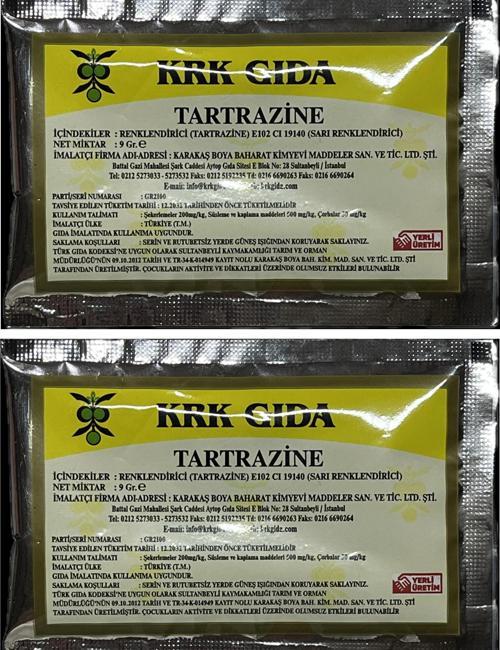 KRK GIDA
TARTRAZİNE
İÇİNDEKİLER : RENKLENDİRİCİ (TARTRAZİNE) E102 CI 19140 (SARI RENKLENDİRİCİ)
NET MİKTAR : 9 Gr.℮
İMALATÇI FİRMA ADI-ADRESİ : KARAKAŞ BOYA BAHARAT KİMYEVİ MADDELER SAN. VE TİC. LTD. ŞTİ.
Battal Gazi Mahallesi Şark Caddesi Aytop Gıda Sitesi E Blok No: 28 Sultanbeyli / İstanbul
Tel: 0212 5273033 - 5273532 Faks: 0212 5192235 Td: 0216 6690263 Faks: 0216 6690264
E-mail:
PARTİ/SERİ NUMARASI : GR2100
TAVSİYE EDİLEN TÜKETİM TARİHİ : 12.2032 TARİHİNDEN ÖNCE TÜKETİLMELİDİR
KULLANIM TALİMATI : Şekerlemeler 200mg/kg, Süsleme ve kaplama maddeleri 500 mg/kg, Çorbalar 50 mg/kg
İMALATÇI ÜLKE : TÜRKİYE (T.M.)
GIDA İMALATINDA KULLANIMA UYGUNDUR.
SAKLAMA KOŞULLARI : SERİN VE RUTUBETSİZ YERDE GÜNEŞ IŞIĞINDAN KORUYARAK SAKLAYINIZ.
TÜRK GIDA KODEKSİ'NE UYGUN OLARAK SULTANBEYLİ KAYMAKAMLIĞI TARIM VE ORMAN
MÜDÜRLÜĞÜ'NÜN 09.10.2012 TARİH VE TR-34-K-014949 KAYIT NOLU KARAKAŞ BOYA BAH. KİM. MAD. SAN. VE TİC. LTD. ŞTİ
TARAFINDAN ÜRETİLMİŞTİR. ÇOCUKLARIN AKTİVİTE VE DİKKATLERİ ÜZERİNDE OLUMSUZ ETKİLERİ BULUNABİLİR
YERLİ
ÜRETİM
KRK GIDA
TARTRAZİNE
İÇİNDEKİLER : RENKLENDİRİCİ (TARTRAZİNE) E102 CI 19140 (SARI RENKLENDİRİCİ)
NET MİKTAR : 9 Gr.℮
İMALATÇI FİRMA ADI-ADRESİ : KARAKAŞ BOYA BAHARAT KİMYEVİ MADDELER SAN. VE TİC. LTD. ŞTİ.
Battal Gazi Mahallesi Şark Caddesi Aytop Gıda Sitesi E Blok No: 28 Sultanbeyli / İstanbul
Tel: 0212 5273033 - 5273532 Faks: 0212 5192235 Td: 0216 6690263 Faks: 0216 6690264
E-mail:
PARTİ/SERİ NUMARASI : GR2100
TAVSİYE EDİLEN TÜKETİM TARİHİ : 12.2032 TARİHİNDEN ÖNCE TÜKETİLMELİDİR
KULLANIM TALİMATI : Şekerlemeler 200mg/kg, Süsleme ve kaplama maddeleri 500 mg/kg, Çorbalar 50 mg/kg
İMALATÇI ÜLKE : TÜRKİYE (T.M.)
GIDA İMALATINDA KULLANIMA UYGUNDUR.
SAKLAMA KOŞULLARI : SERİN VE RUTUBETSİZ YERDE GÜNEŞ IŞIĞINDAN KORUYARAK SAKLAYINIZ.
TÜRK GIDA KODEKSİ'NE UYGUN OLARAK SULTANBEYLİ KAYMAKAMLIĞI TARIM VE ORMAN
MÜDÜRLÜĞÜ'NÜN 09.10.2012 TARİH VE TR-34-K-014949 KAYIT NOLU KARAKAŞ BOYA BAH. KİM. MAD. SAN. VE TİC. LTD. ŞTİ
TARAFINDAN ÜRETİLMİŞTİR. ÇOCUKLARIN AKTİVİTE VE DİKKATLERİ ÜZERİNDE OLUMSUZ ETKİLERİ BULUNABİLİR
YERLİ
ÜRETİM